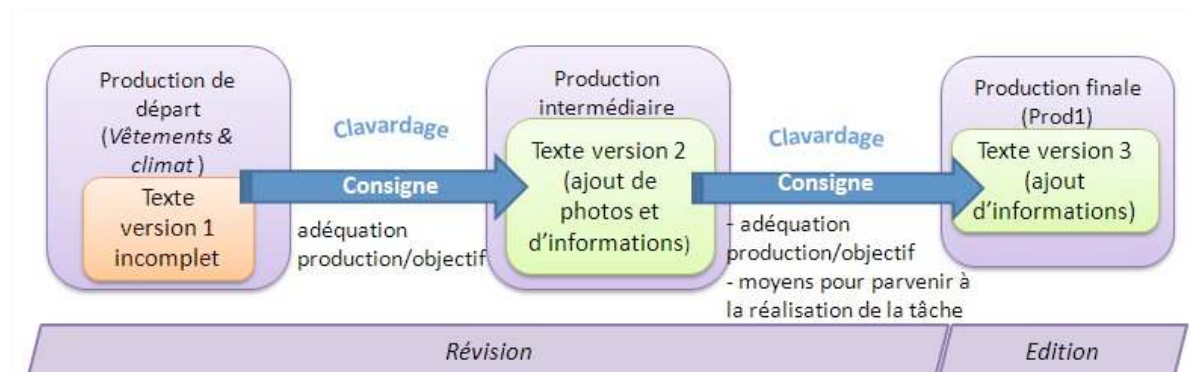 Production de
départ
(Vêtements &
climat )
Texte
version 1
incomplet
Clavardage
Consigne
adéquation
production/objectif
Production
intermédiaire
Texte version 2
(ajout de
photos et
d’informations)
Clavardage
Consigne
- adéquation
production/objectif
- moyens pour parvenir à
la réalisation de la tâche
Production finale
(Prod1)
Texte version 3
(ajout
d’informations)
Révision
Edition